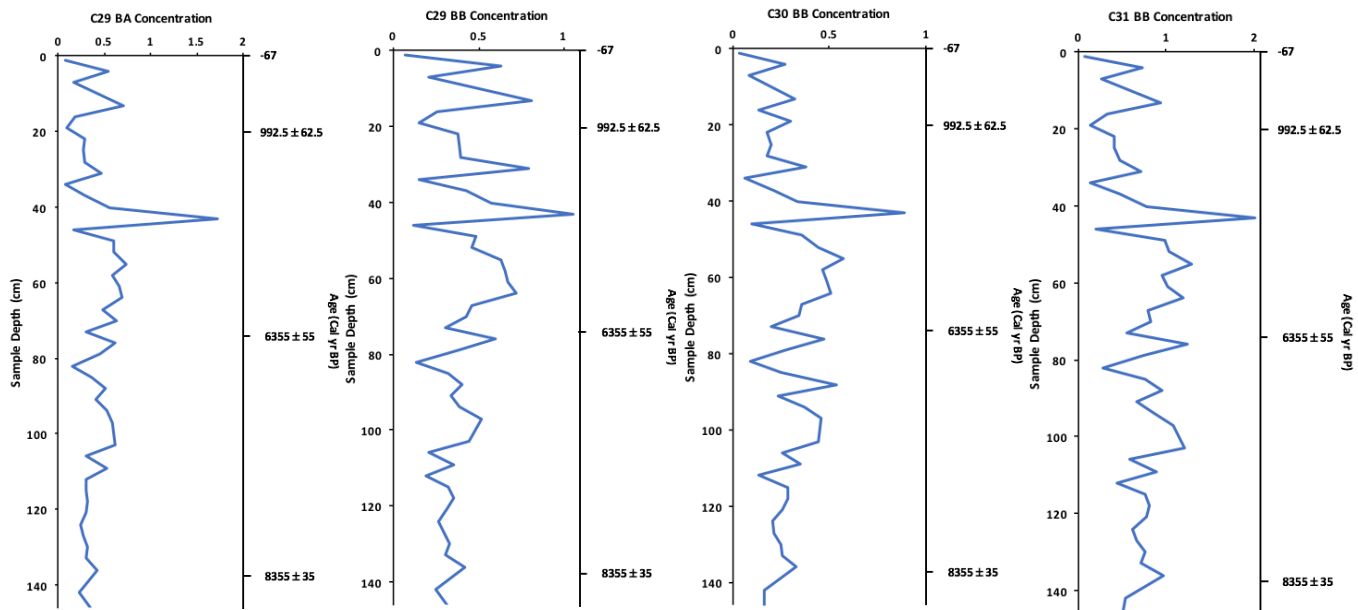 C29 BA Concentration
0 0.5 1 1.5 2
0
20
40
60
80
100
120
140
Sample Depth (cm)
-67
992.5 ± 62.5
6355 ± 55
8355 ± 35
Age (Cal yr BP)
C29 BB Concentration
0 0.5 1
0
20
40
60
80
100
120
140
Sample Depth (cm)
-67
992.5 ± 62.5
6355 ± 55
8355 ± 35
Age (Cal yr BP)
C30 BB Concentration
0 0.5 1
0
20
40
60
80
100
120
140
-67
992.5 ± 62.5
6355 ± 55
8355 ± 35
Age (Cal yr BP)
C31 BB Concentration
0 1 2
0
20
40
60
80
100
120
140
Sample Depth (cm)
-67
992.5 ± 62.5
6355 ± 55
8355 ± 35
Age (Cal yr BP)